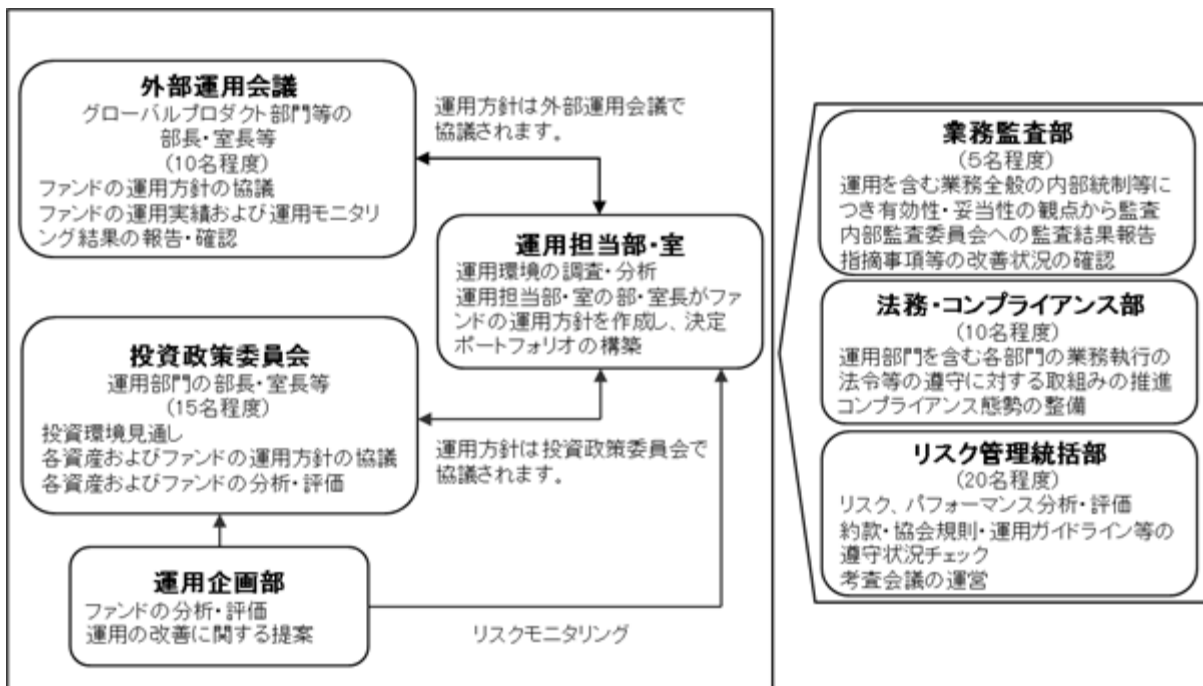 外部運用会議
グローバルプロダクト部門等の
部長・室長等
(10名程度)
ファンドの運用方針の協議
ファンドの運用実績および運用モニタリ
ング結果の報告・確認
運用方針は外部運用会議で
協議されます。
運用担当部・室
運用環境の調査・分析
運用担当部・室の部・室長がファ
ンドの運用方針を作成し、決定
ポートフォリオの構築
投資政策委員会
運用部門の部長・室長等
(15名程度)
投資環境見通し
各資産およびファンドの運用方針の協議
各資産およびファンドの分析・評価
運用方針は投資政策委員会で
協議されます。
運用企画部
ファンドの分析・評価
運用の改善に関する提案
リスクモニタリング
業務監査部
(5名程度)
運用を含む業務全般の内部統制等に
つき有効性・妥当性の観点から監査
内部監査委員会への監査結果報告
指摘事項等の改善状況の確認
法務・コンプライアンス部
(10名程度)
運用部門を含む各部門の業務執行の
法令等の遵守に対する取組みの推進
コンプライアンス態勢の整備
リスク管理統括部
(20名程度)
リスク、パフォーマンス分析・評価
約款・協会規則・運用ガイドライン等の
遵守状況チェック
考査会議の運営